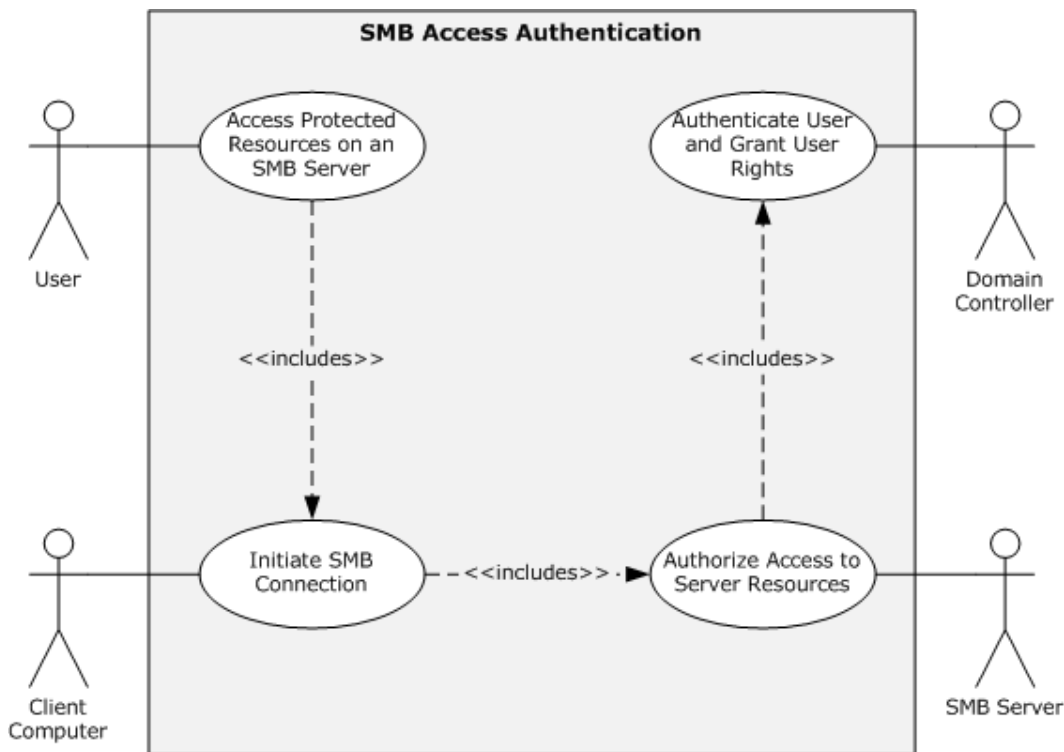 SMB Access Authentication
Access Protected
Resources on an
SMB Server
Authenticate User
and Grant User
Rights
User
Domain
Controller
<<includes>>
<<includes>>
Initiate SMB
Connection
<<includes>>
Authorize Access to
Server Resources
Client
Computer
SMB Server